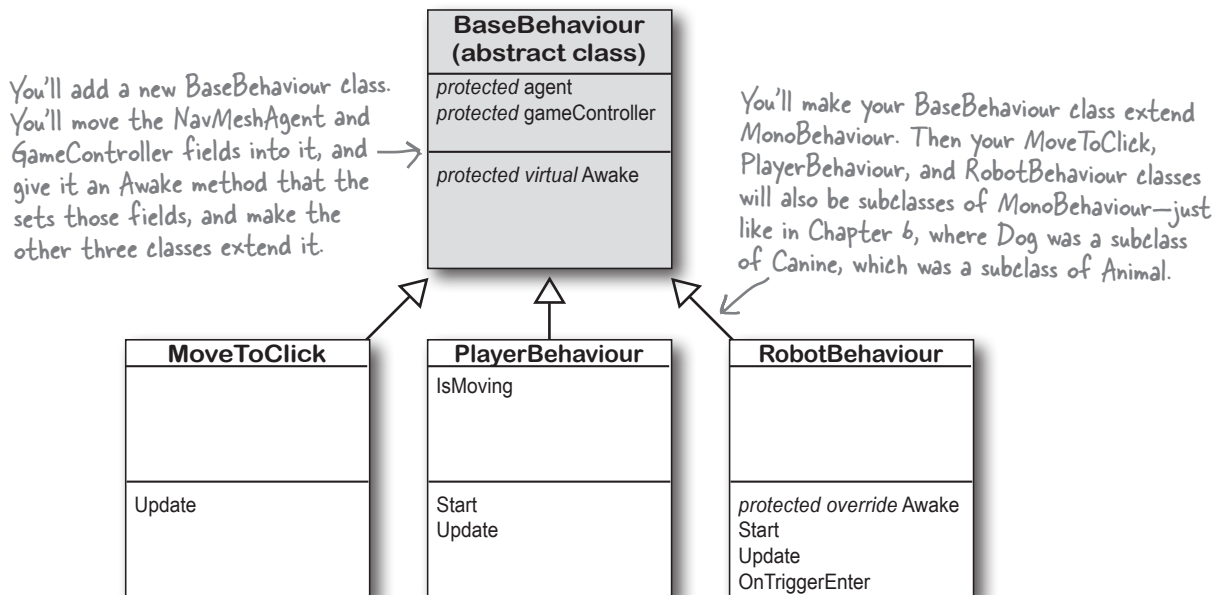 BaseBehaviour
(abstract class)
protected agent
protected gameController
protected virtual Awake
You'll add a new BaseBehaviour class.
You'll move the NavMeshAgent and
GameController fields into it, and
give it an Awake method that the
sets those fields, and make the
other three classes extend it.
You'll make your BaseBehaviour class extend
MonoBehaviour. Then your MoveToClick,
PlayerBehaviour, and RobotBehaviour classes
will also be subclasses of MonoBehaviour—just
like in Chapter 6, where Dog was a subclass
of Canine, which was a subclass of Animal.
MoveToClick
Update
PlayerBehaviour
IsMoving
Start
Update
RobotBehaviour
protected override Awake
Start
Update
OnTriggerEnter